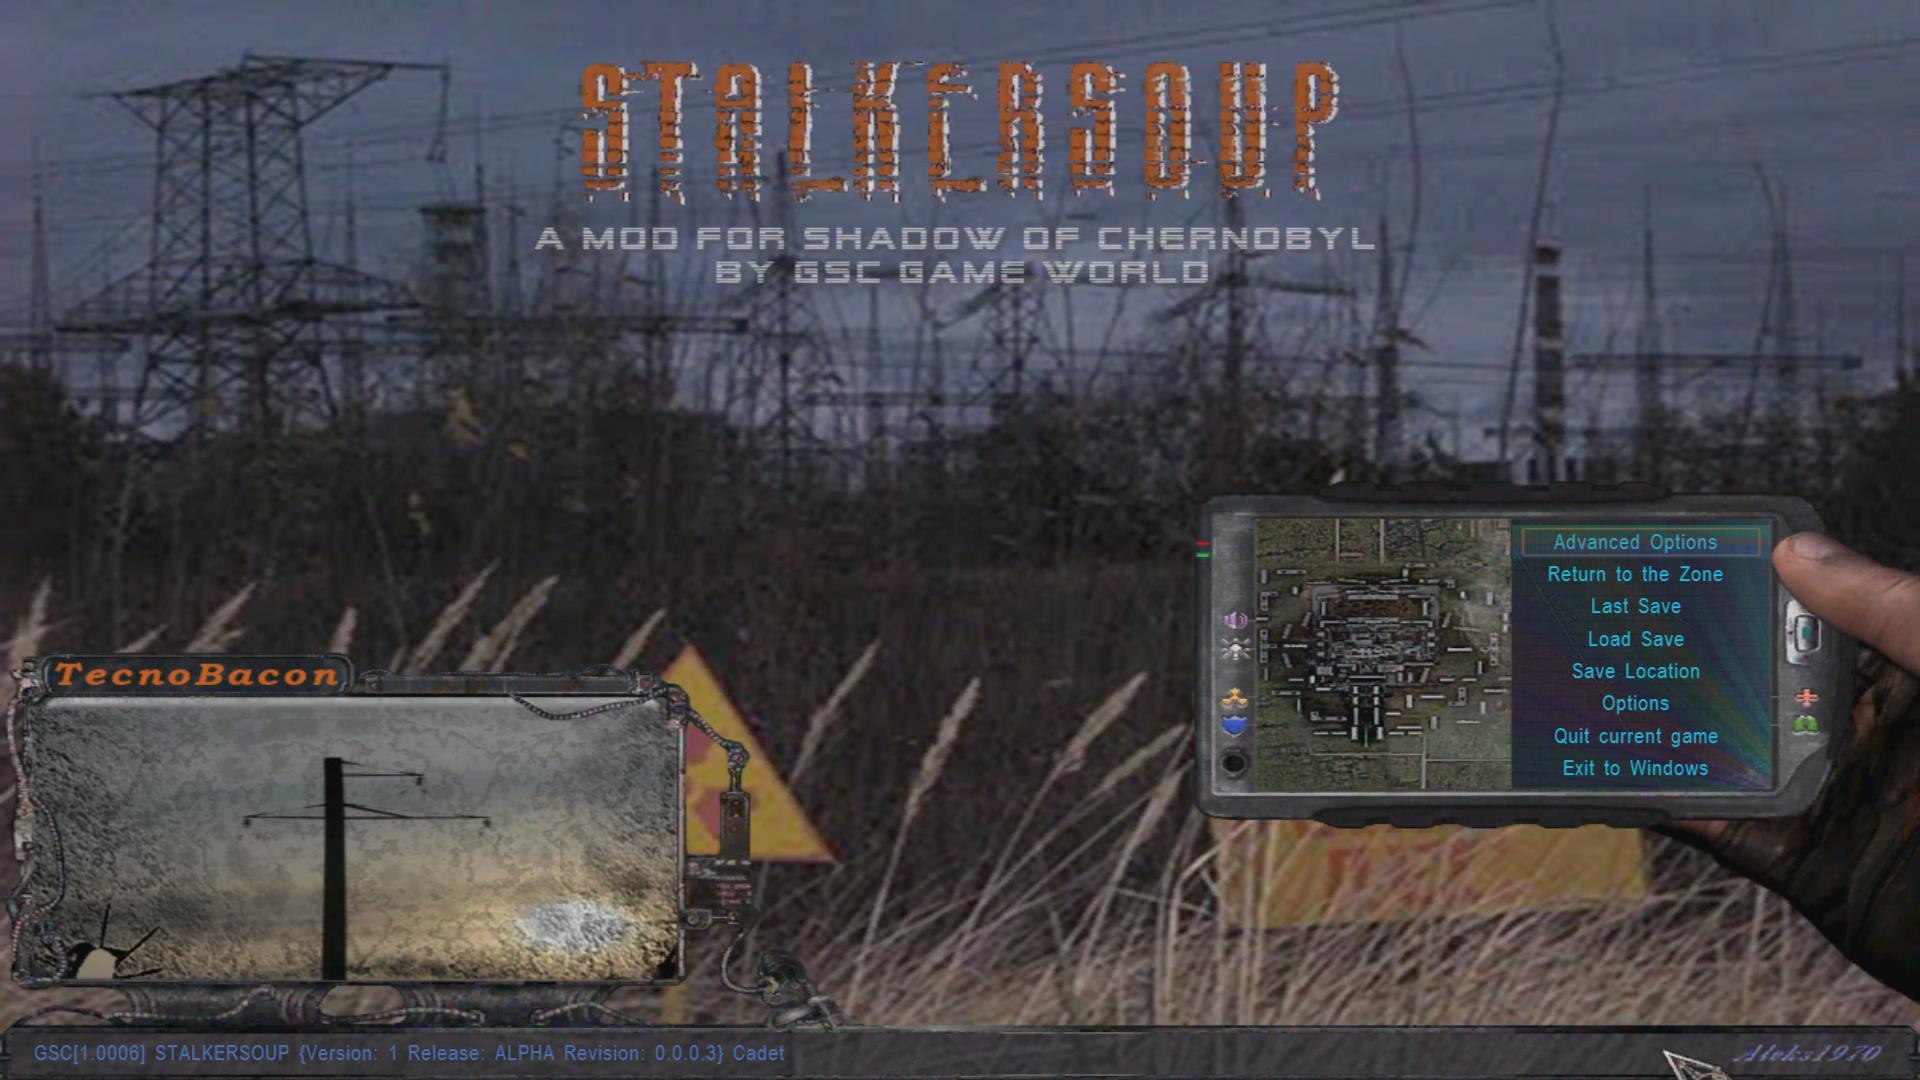 STALKERSOUP
A MOD FOR SHADOW OF CHERNOBYL
BY GSC GAME WORLD
Advanced Options
Return to the Zone
Last Save
Load Save
Save Location
Options
Quit current game
Exit to Windows
TecnoBacon
GSC[1.0006] STALKERSOUP {Version: 1 Release: ALPHA Revision: 0.0.0.3} Cadet
Aleks1970